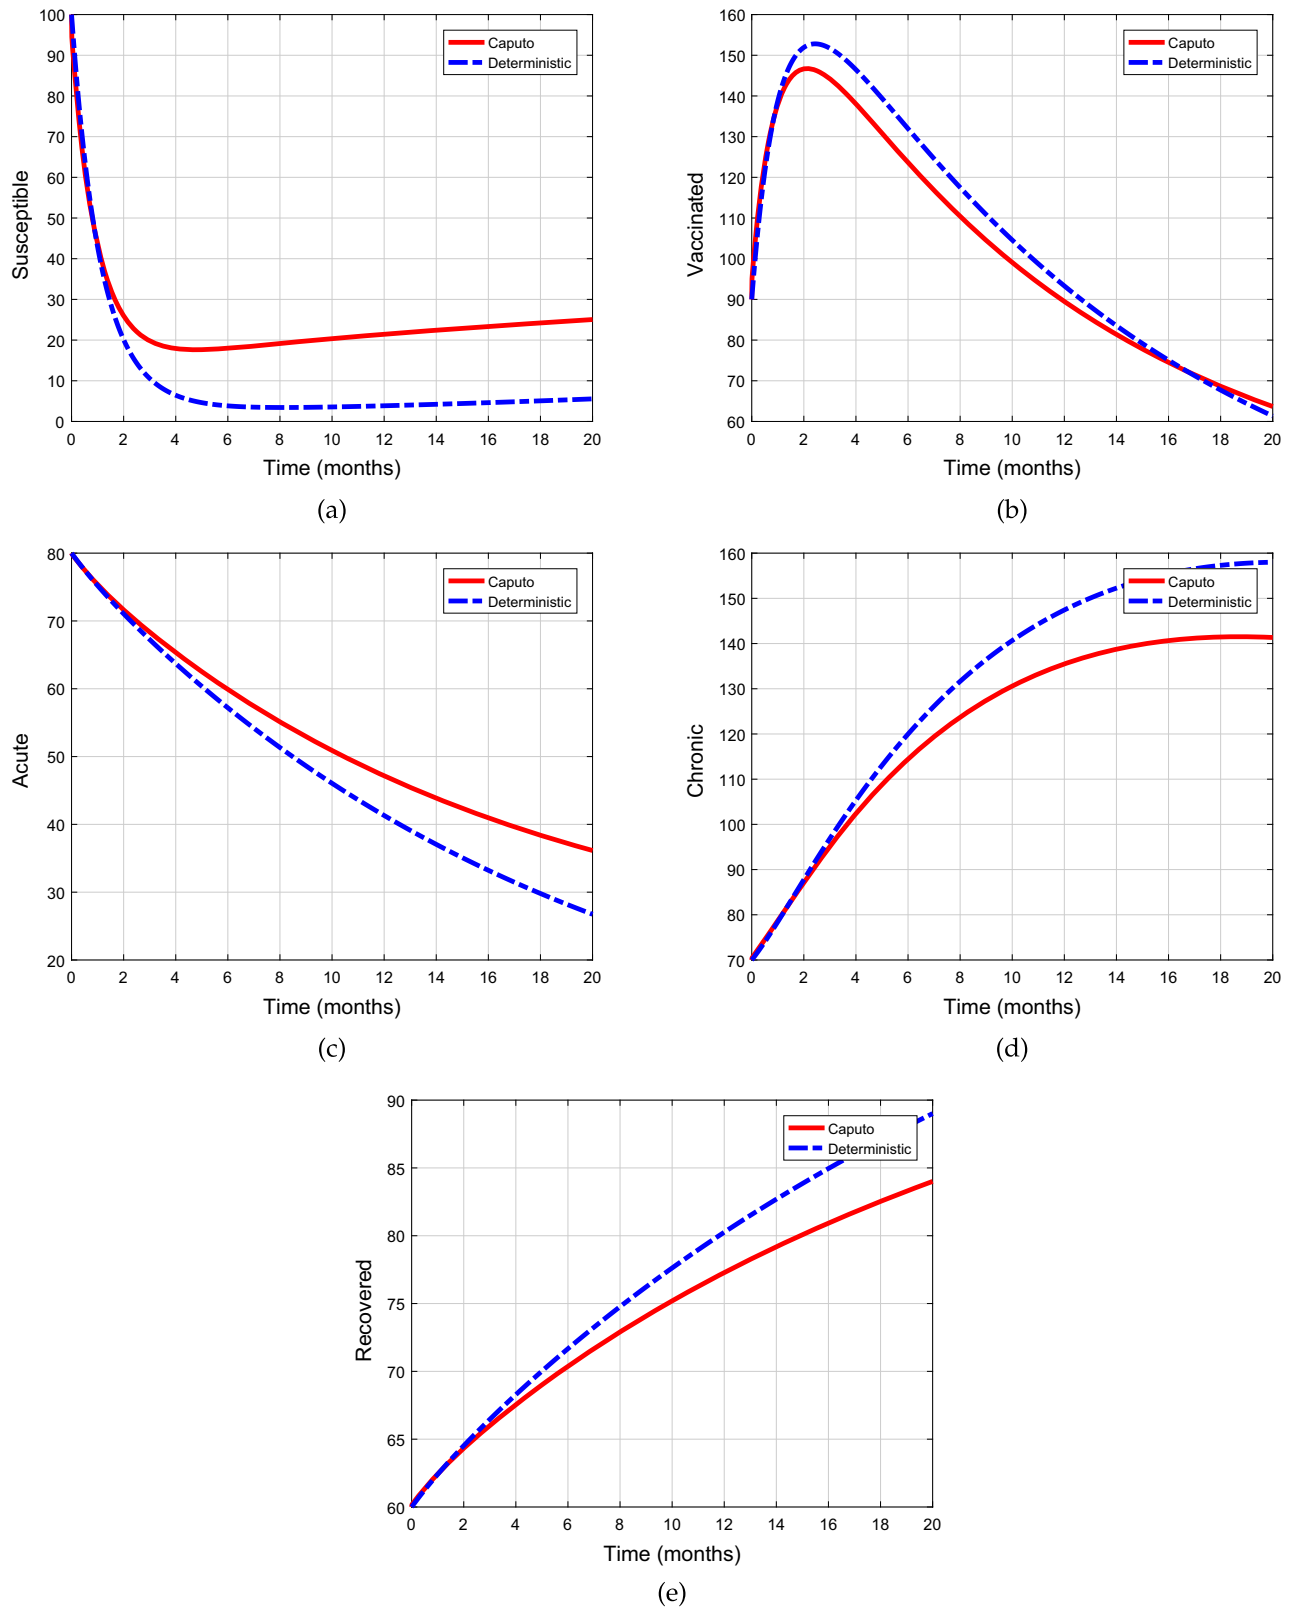 Susceptible
100
90
80
70
60
50
40
30
20
10
0
Caputo
Deterministic
0 2 4 6 8 10 12 14 16 18 20
Time (months)
(a)
Vaccinated
160
150
140
130
120
110
100
90
80
70
60
Caputo
Deterministic
0 2 4 6 8 10 12 14 16 18 20
Time (months)
(b)
Acute
80
70
60
50
40
30
20
Caputo
Deterministic
0 2 4 6 8 10 12 14 16 18 20
Time (months)
(c)
Chronic
160
150
140
130
120
110
100
90
80
70
Caputo
Deterministic
0 2 4 6 8 10 12 14 16 18 20
Time (months)
(d)
Recovered
90
85
80
75
70
65
60
Caputo
Deterministic
0 2 4 6 8 10 12 14 16 18 20
Time (months)
(e)